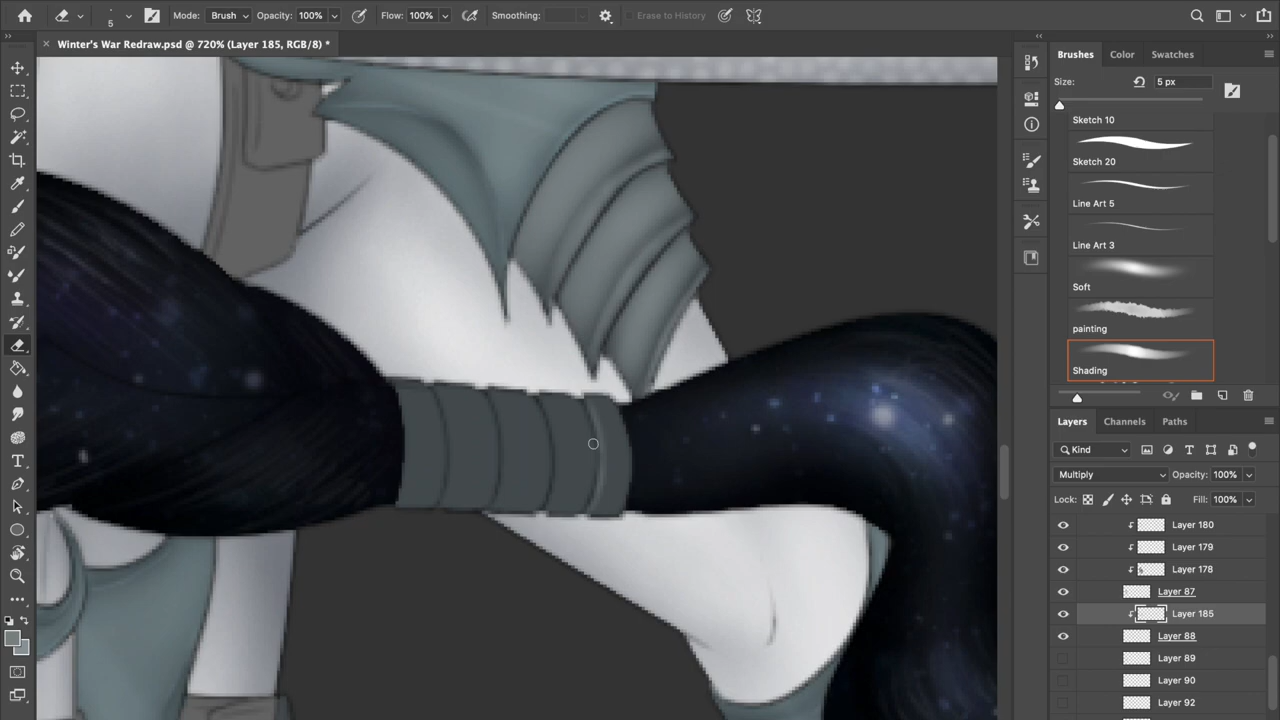 5 Mode: Brush Opacity: 100% Flow: 100% Smoothing: Erase to History
Winter's War Redraw.psd @ 720% (Layer 185, RGB/8) *
Brushes Color Swatches
Size: 5 px
Sketch 10
Sketch 20
Line Art 5
Line Art 3
Soft
painting
Shading
Layers Channels Paths
Kind
Multiply Opacity: 100%
Lock: Fill: 100%
Layer 180
Layer 179
Layer 178
Layer 87
Layer 185
Layer 88
Layer 89
Layer 90
Layer 92